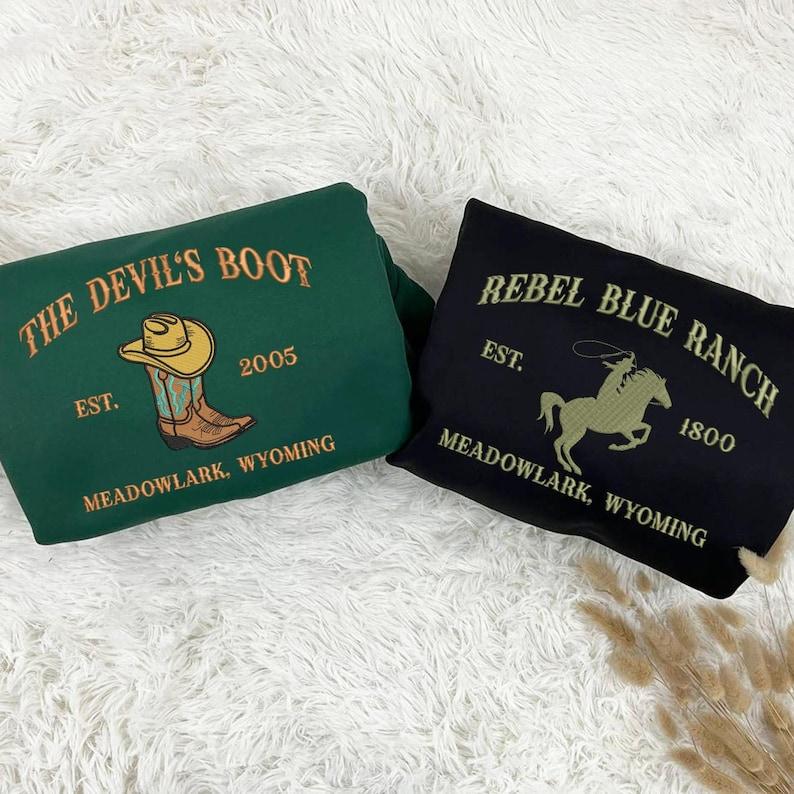 THE DEVIL'S BOOT
EST. 2005
MEADOWLARK, WYOMING
REBEL BLUE RANCH
EST. 1800
MEADOWLARK, WYOMING